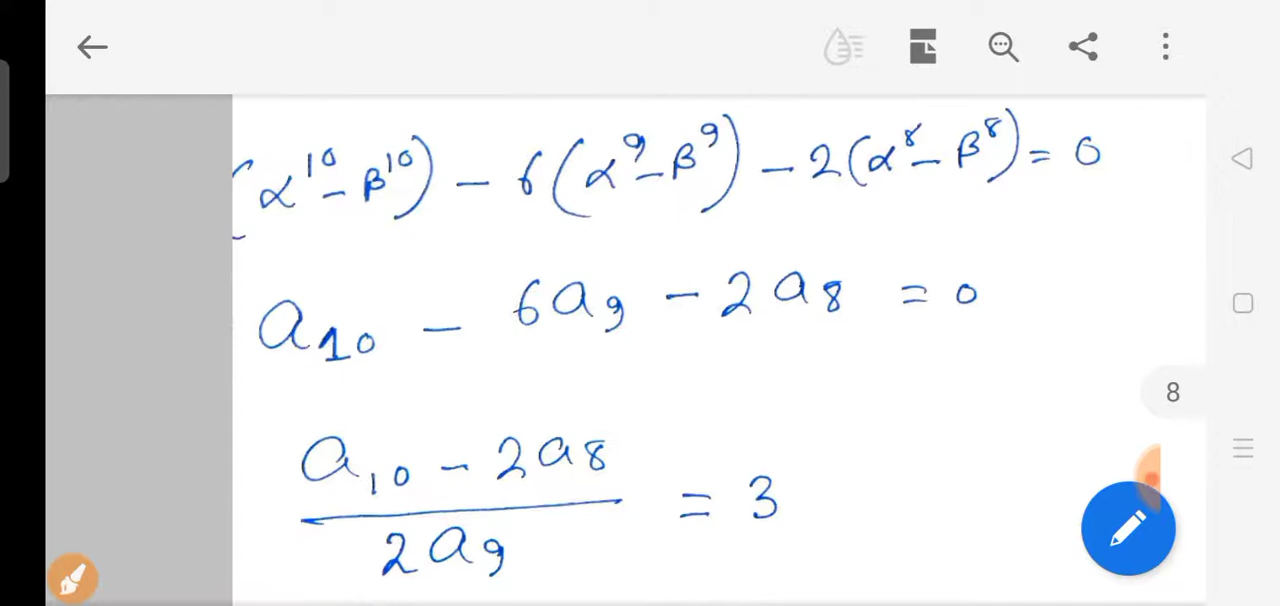 (α¹⁰ - β¹⁰) - 6(α⁹ - β⁹) - 2(α⁸ - β⁸) = 0
a₁₀ - 6a₉ - 2a₈ = 0
8
a₁₀ - 2a₈
= 3
2a₉